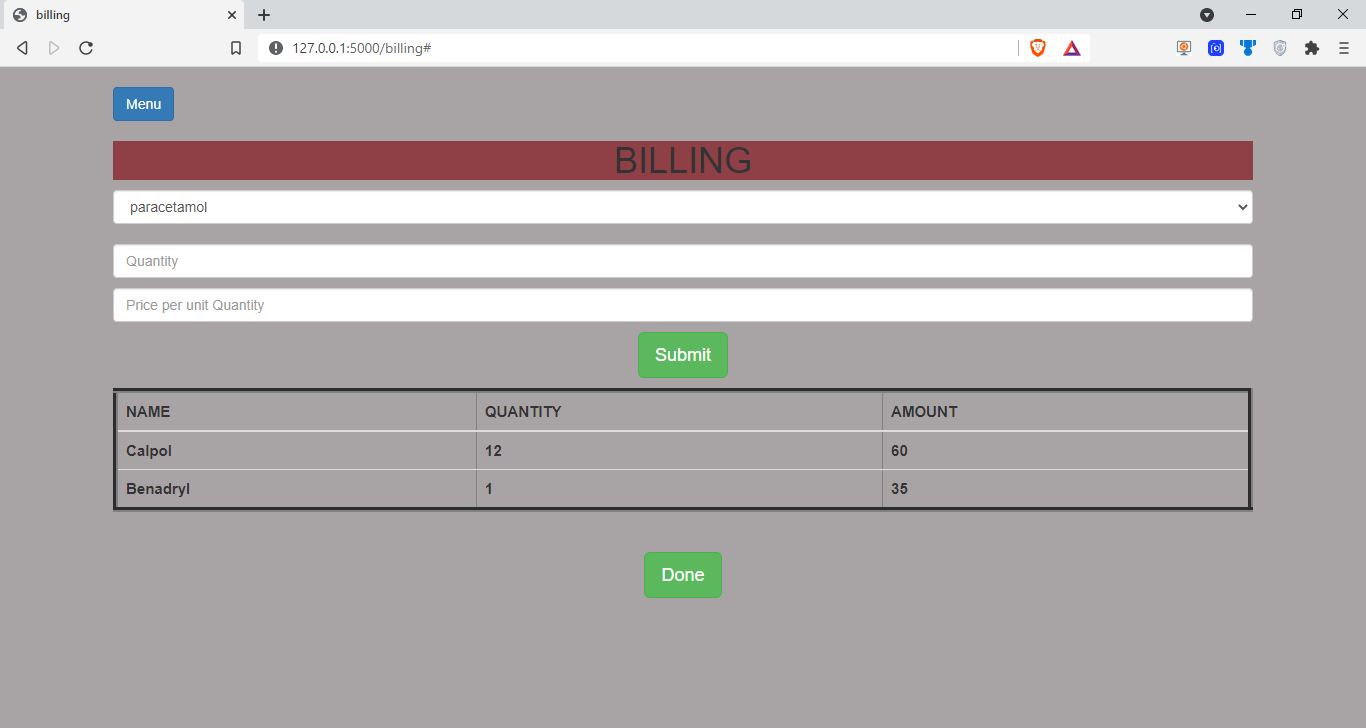 billing
127.0.0.1:5000/billing#
Menu
BILLING
paracetamol
Quantity
Price per unit Quantity
Submit
NAME QUANTITY AMOUNT
Calpol 12 60
Benadryl 1 35
Done